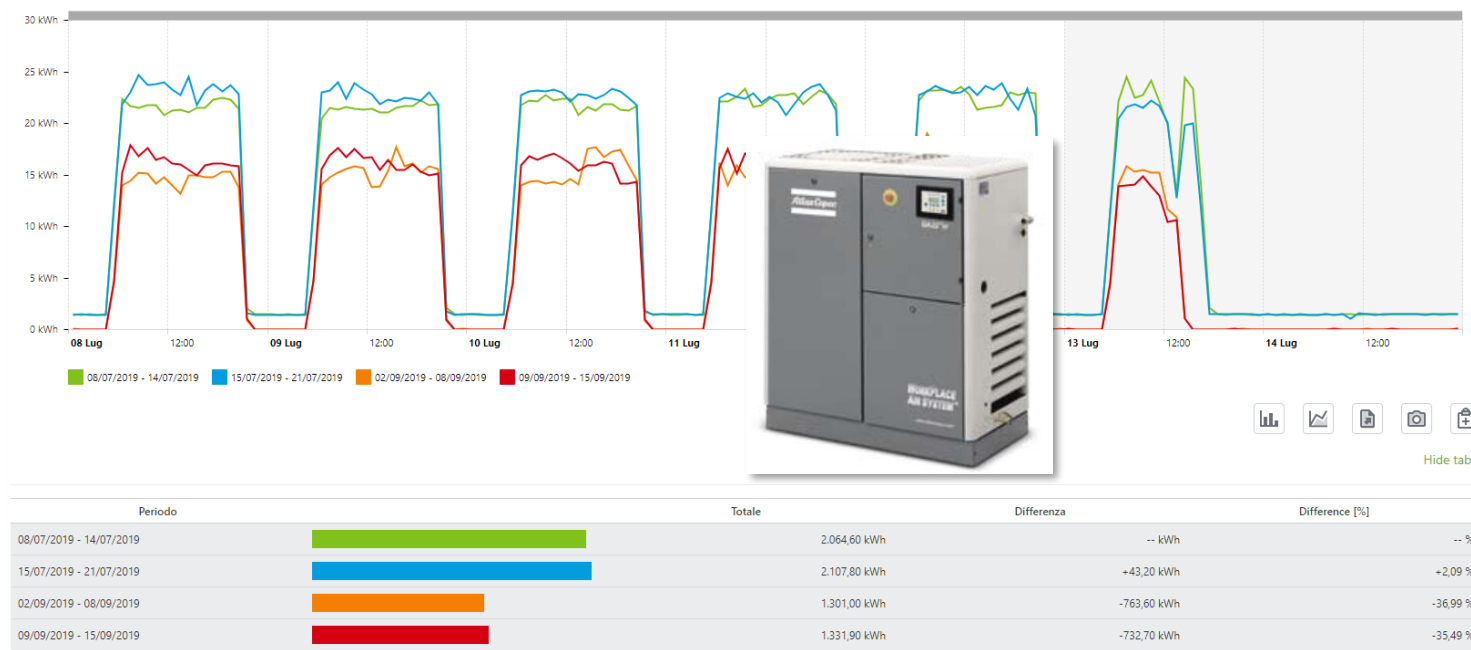 30 kWh
25 kWh
20 kWh
15 kWh
10 kWh
5 kWh
0 kWh
08 Lug 12:00 09 Lug 12:00 10 Lug 12:00 11 Lug 13 Lug 12:00 14 Lug 12:00
08/07/2019 - 14/07/2019 15/07/2019 - 21/07/2019 02/09/2019 - 08/09/2019 09/09/2019 - 15/09/2019
Atlas Copco
WORKPLACE
AIR SYSTEM
Hide tab
Periodo Totale Differenza Difference [%]
08/07/2019 - 14/07/2019 2.064,60 kWh -- kWh -- %
15/07/2019 - 21/07/2019 2.107,80 kWh +43,20 kWh +2,09 %
02/09/2019 - 08/09/2019 1.301,00 kWh -763,60 kWh -36,99 %
09/09/2019 - 15/09/2019 1.331,90 kWh -732,70 kWh -35,49 %